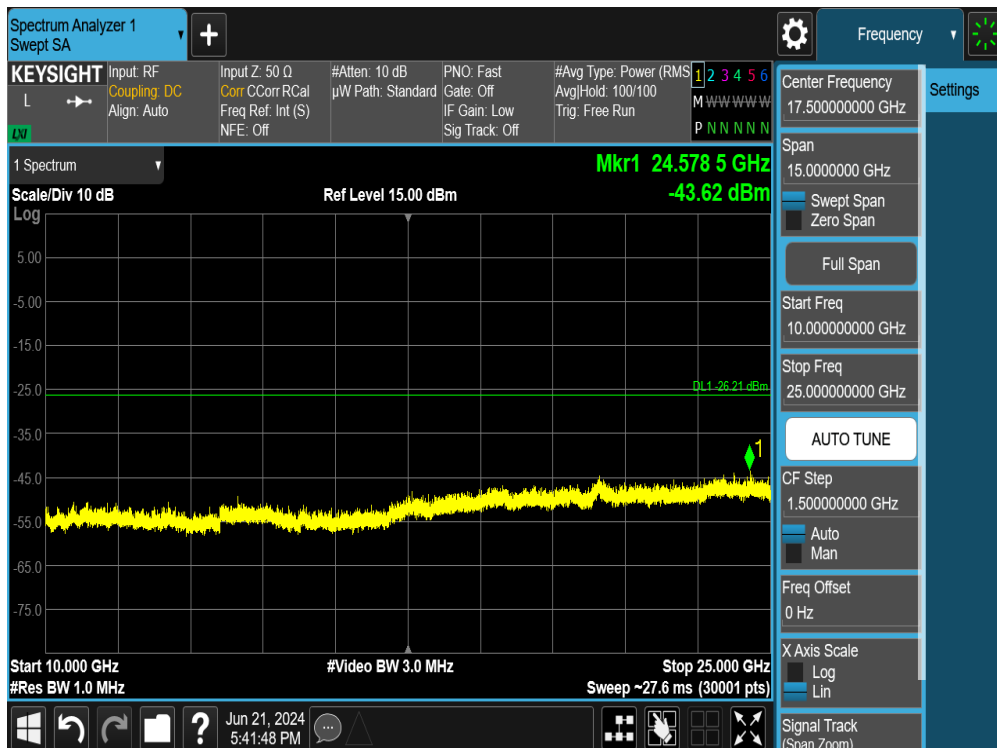 Spectrum Analyzer 1
Swept SA
+
Frequency
KEYSIGHT
L
LXI
Input: RF
Coupling: DC
Align: Auto
Input Z: 50 Ω
Corr CCorr RCal
Freq Ref: Int (S)
NFE: Off
#Atten: 10 dB
µW Path: Standard
PNO: Fast
Gate: Off
IF Gain: Low
Sig Track: Off
#Avg Type: Power (RMS
Avg|Hold: 100/100
Trig: Free Run
1 2 3 4 5 6
M W W W W W
P N N N N N
Settings
Center Frequency
17.500000000 GHz
Span
15.0000000 GHz
Swept Span
Zero Span
Full Span
Start Freq
10.000000000 GHz
Stop Freq
25.000000000 GHz
AUTO TUNE
CF Step
1.500000000 GHz
Auto
Man
Freq Offset
0 Hz
X Axis Scale
Log
Lin
Signal Track
(Span Zoom)
1 Spectrum
Mkr1 24.578 5 GHz
-43.62 dBm
Scale/Div 10 dB
Ref Level 15.00 dBm
Log
5.00
-5.00
-15.0
-25.0
DL1 -26.21 dBm
-35.0
1
-45.0
-55.0
-65.0
-75.0
Start 10.000 GHz
#Video BW 3.0 MHz
Stop 25.000 GHz
#Res BW 1.0 MHz
Sweep ~27.6 ms (30001 pts)
?
Jun 21, 2024
5:41:48 PM